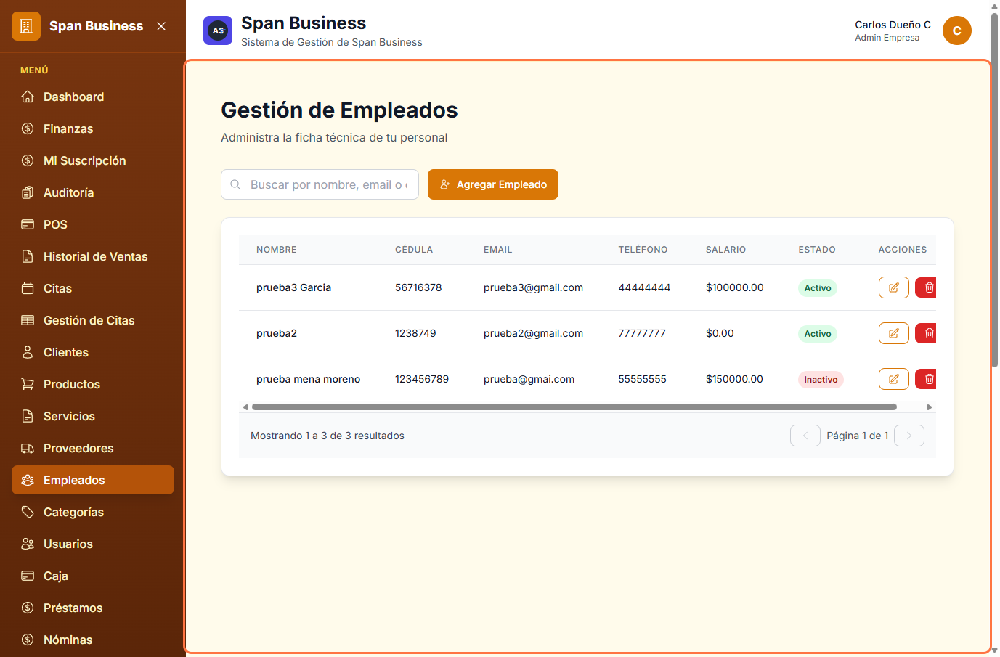 Span Business
MENÚ
Dashboard
Finanzas
Mi Suscripción
Auditoría
POS
Historial de Ventas
Citas
Gestión de Citas
Clientes
Productos
Servicios
Proveedores
Empleados
Categorías
Usuarios
Caja
Préstamos
Nóminas
AS
Span Business
Sistema de Gestión de Span Business
Carlos Dueño C
Admin Empresa
C
Gestión de Empleados
Administra la ficha técnica de tu personal
Buscar por nombre, email o
Agregar Empleado
NOMBRE CÉDULA EMAIL TELÉFONO SALARIO ESTADO ACCIONES
prueba3 Garcia 56716378 prueba3@gmail.com 44444444 $100000.00 Activo
prueba2 1238749 prueba2@gmail.com 77777777 $0.00 Activo
prueba mena moreno 123456789 prueba@gmai.com 55555555 $150000.00 Inactivo
Mostrando 1 a 3 de 3 resultados
Página 1 de 1